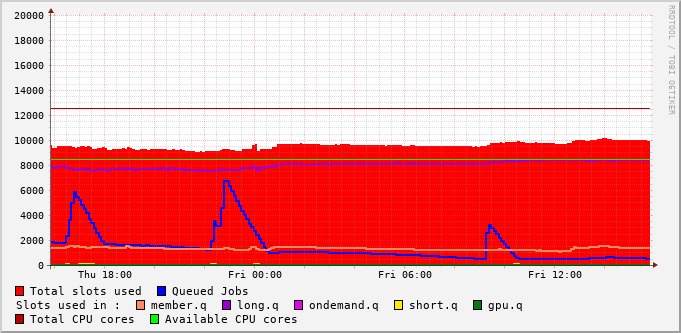 20000
18000
16000
14000
12000
10000
8000
6000
4000
2000
0
Thu 18:00 Fri 00:00 Fri 06:00 Fri 12:00
RRDTOOL / TOBI OETIKER
Total slots used Queued Jobs
Slots used in : member.q long.q ondemand.q short.q gpu.q
Total CPU cores Available CPU cores